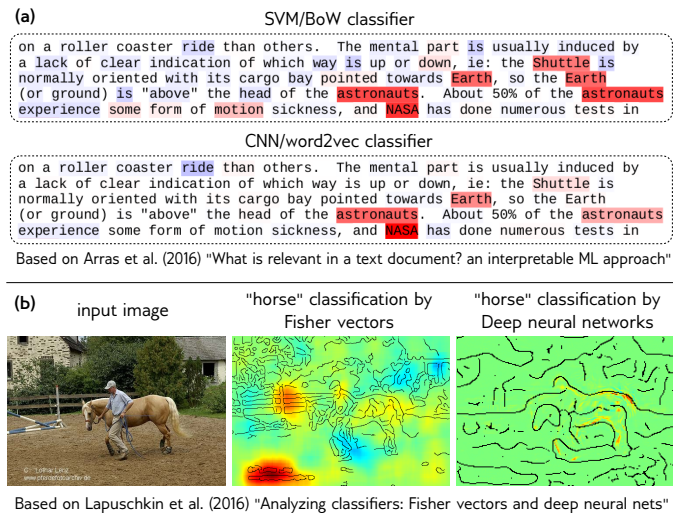 (a)
SVM/BoW classifier
on a roller coaster ride than others.  The mental part is usually induced by
a lack of clear indication of which way is up or down, ie: the Shuttle is
normally oriented with its cargo bay pointed towards Earth, so the Earth
(or ground) is "above" the head of the astronauts.  About 50% of the astronauts
experience some form of motion sickness, and NASA has done numerous tests in
CNN/word2vec classifier
on a roller coaster ride than others.  The mental part is usually induced by
a lack of clear indication of which way is up or down, ie: the Shuttle is
normally oriented with its cargo bay pointed towards Earth, so the Earth
(or ground) is "above" the head of the astronauts.  About 50% of the astronauts
experience some form of motion sickness, and NASA has done numerous tests in
Based on Arras et al. (2016) "What is relevant in a text document? an interpretable ML approach"
(b)
input image
"horse" classification by
Fisher vectors
"horse" classification by
Deep neural networks
© Lothar Lenz
www.pferdefotoarchiv.de
Based on Lapuschkin et al. (2016) "Analyzing classifiers: Fisher vectors and deep neural nets"